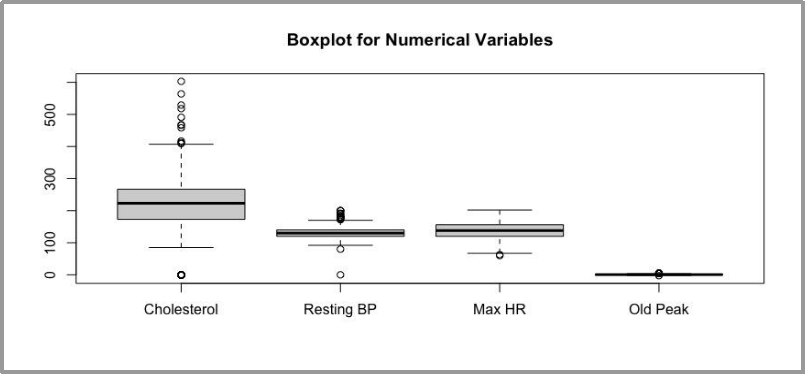 Boxplot for Numerical Variables
500
300
100
0
Cholesterol Resting BP Max HR Old Peak